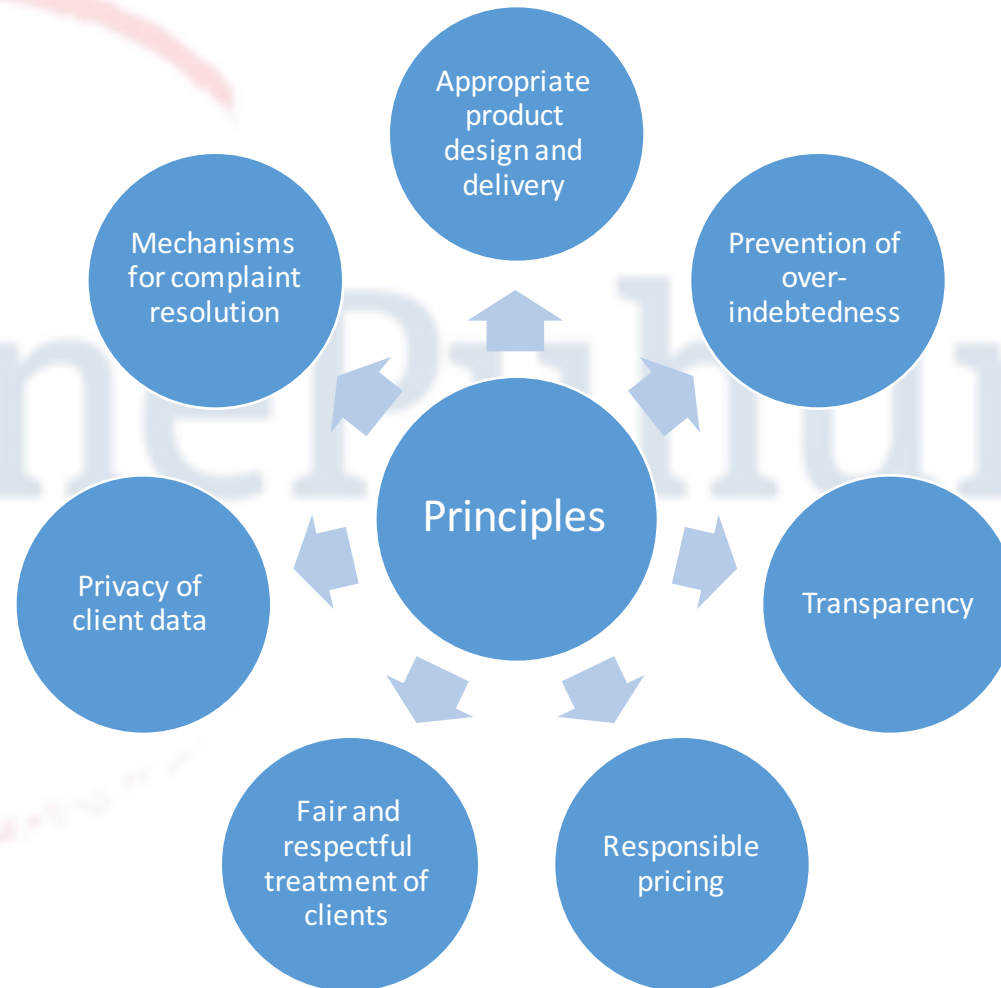 Appropriate
product
design and
delivery
Prevention of
over-
indebtedness
Transparency
Responsible
pricing
Fair and
respectful
treatment of
clients
Privacy of
client data
Mechanisms
for complaint
resolution
Principles